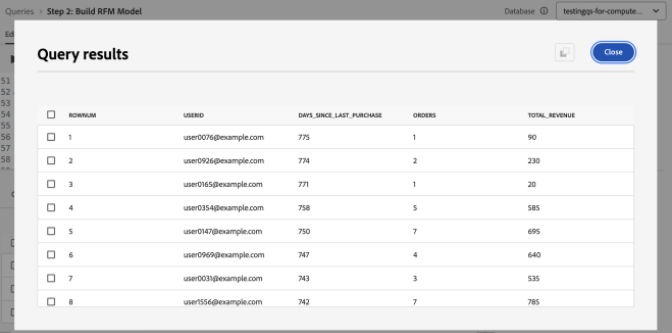 Queries > Step 2: Build RFM Model Database testingqs-for-compute...
Query results Close
ROWNUM USERID DAYS_SINCE_LAST_PURCHASE ORDERS TOTAL_REVENUE
1 user0076@example.com 775 1 90
2 user0926@example.com 774 2 230
3 user0165@example.com 771 1 20
4 user0354@example.com 758 5 585
5 user0147@example.com 750 7 695
6 user0969@example.com 747 4 640
7 user0031@example.com 743 3 535
8 user1556@example.com 742 7 785
51
52
53
54
55
56
57
58